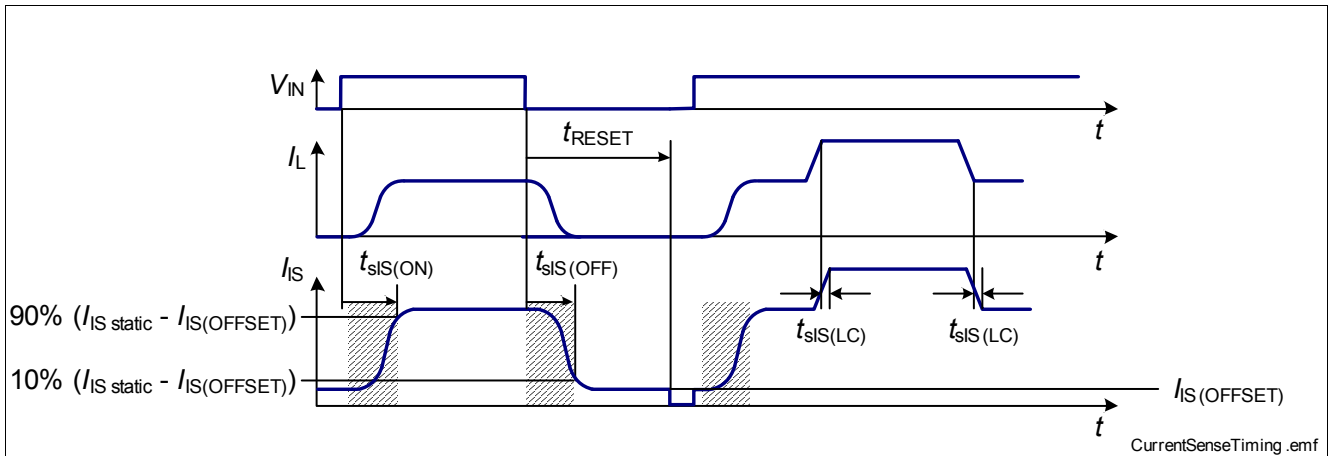 VIN
t
tRESET
IL
t
IIS
tsIS(ON)
tsIS(OFF)
90% (IIS static - IIS(OFFSET))
tsIS(LC)
tsIS(LC)
10% (IIS static - IIS(OFFSET))
IIS(OFFSET)
t
CurrentSenseTiming .emf